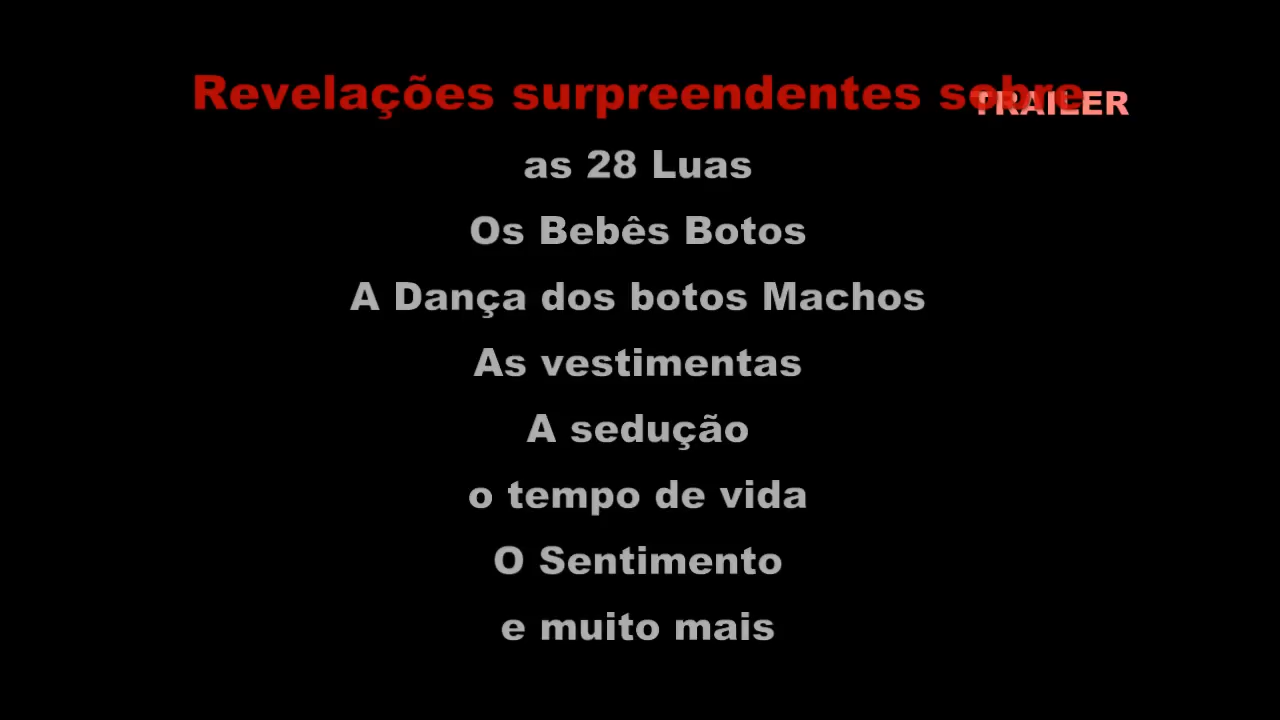 Revelações surpreendentes sobre
TRAILER
as 28 Luas
Os Bebês Botos
A Dança dos botos Machos
As vestimentas
A sedução
o tempo de vida
O Sentimento
e muito mais